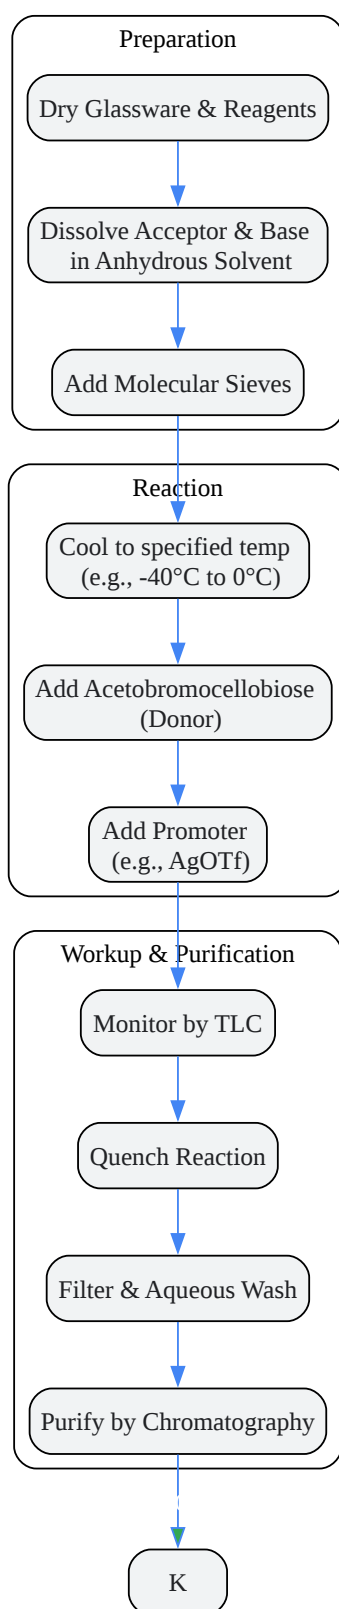 Preparation
Dry Glassware & Reagents
Dissolve Acceptor & Base
in Anhydrous Solvent
Add Molecular Sieves
Reaction
Cool to specified temp
(e.g., -40°C to 0°C)
Add Acetobromocellobiose
(Donor)
Add Promoter
(e.g., AgOTf)
Workup & Purification
Monitor by TLC
Quench Reaction
Filter & Aqueous Wash
Purify by Chromatography
K